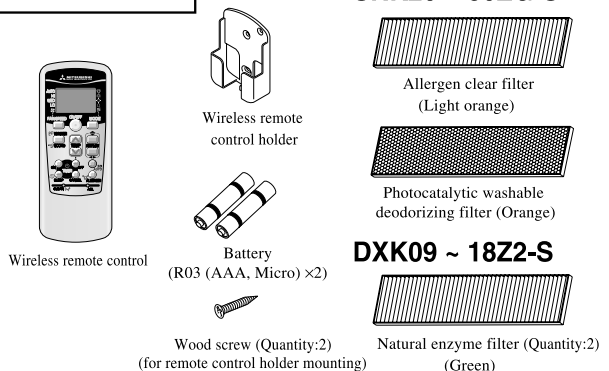 Allergen clear filter
(Light orange)
Wireless remote
control holder
Photocatalytic washable
deodorizing filter (Orange)
Wireless remote control
Battery
(R03 (AAA, Micro) ×2)
DXK09 ~ 18Z2-S
Wood screw (Quantity:2)
(for remote control holder mounting)
Natural enzyme filter (Quantity:2)
(Green)